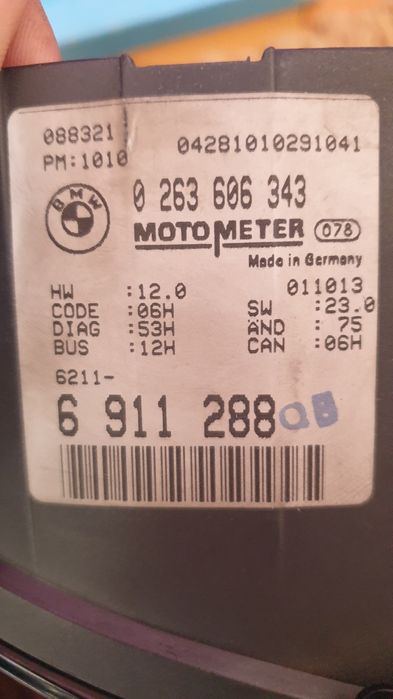 088321
04281010291041
PM:1010
BMW
0 263 606 343
MOTOMETER 078
Made in Germany
HW :12.0
011013
CODE :06H
SW :23.0
DIAG :53H
ÄND : 75
BUS :12H
CAN :06H
6211-
6 911 288 QB